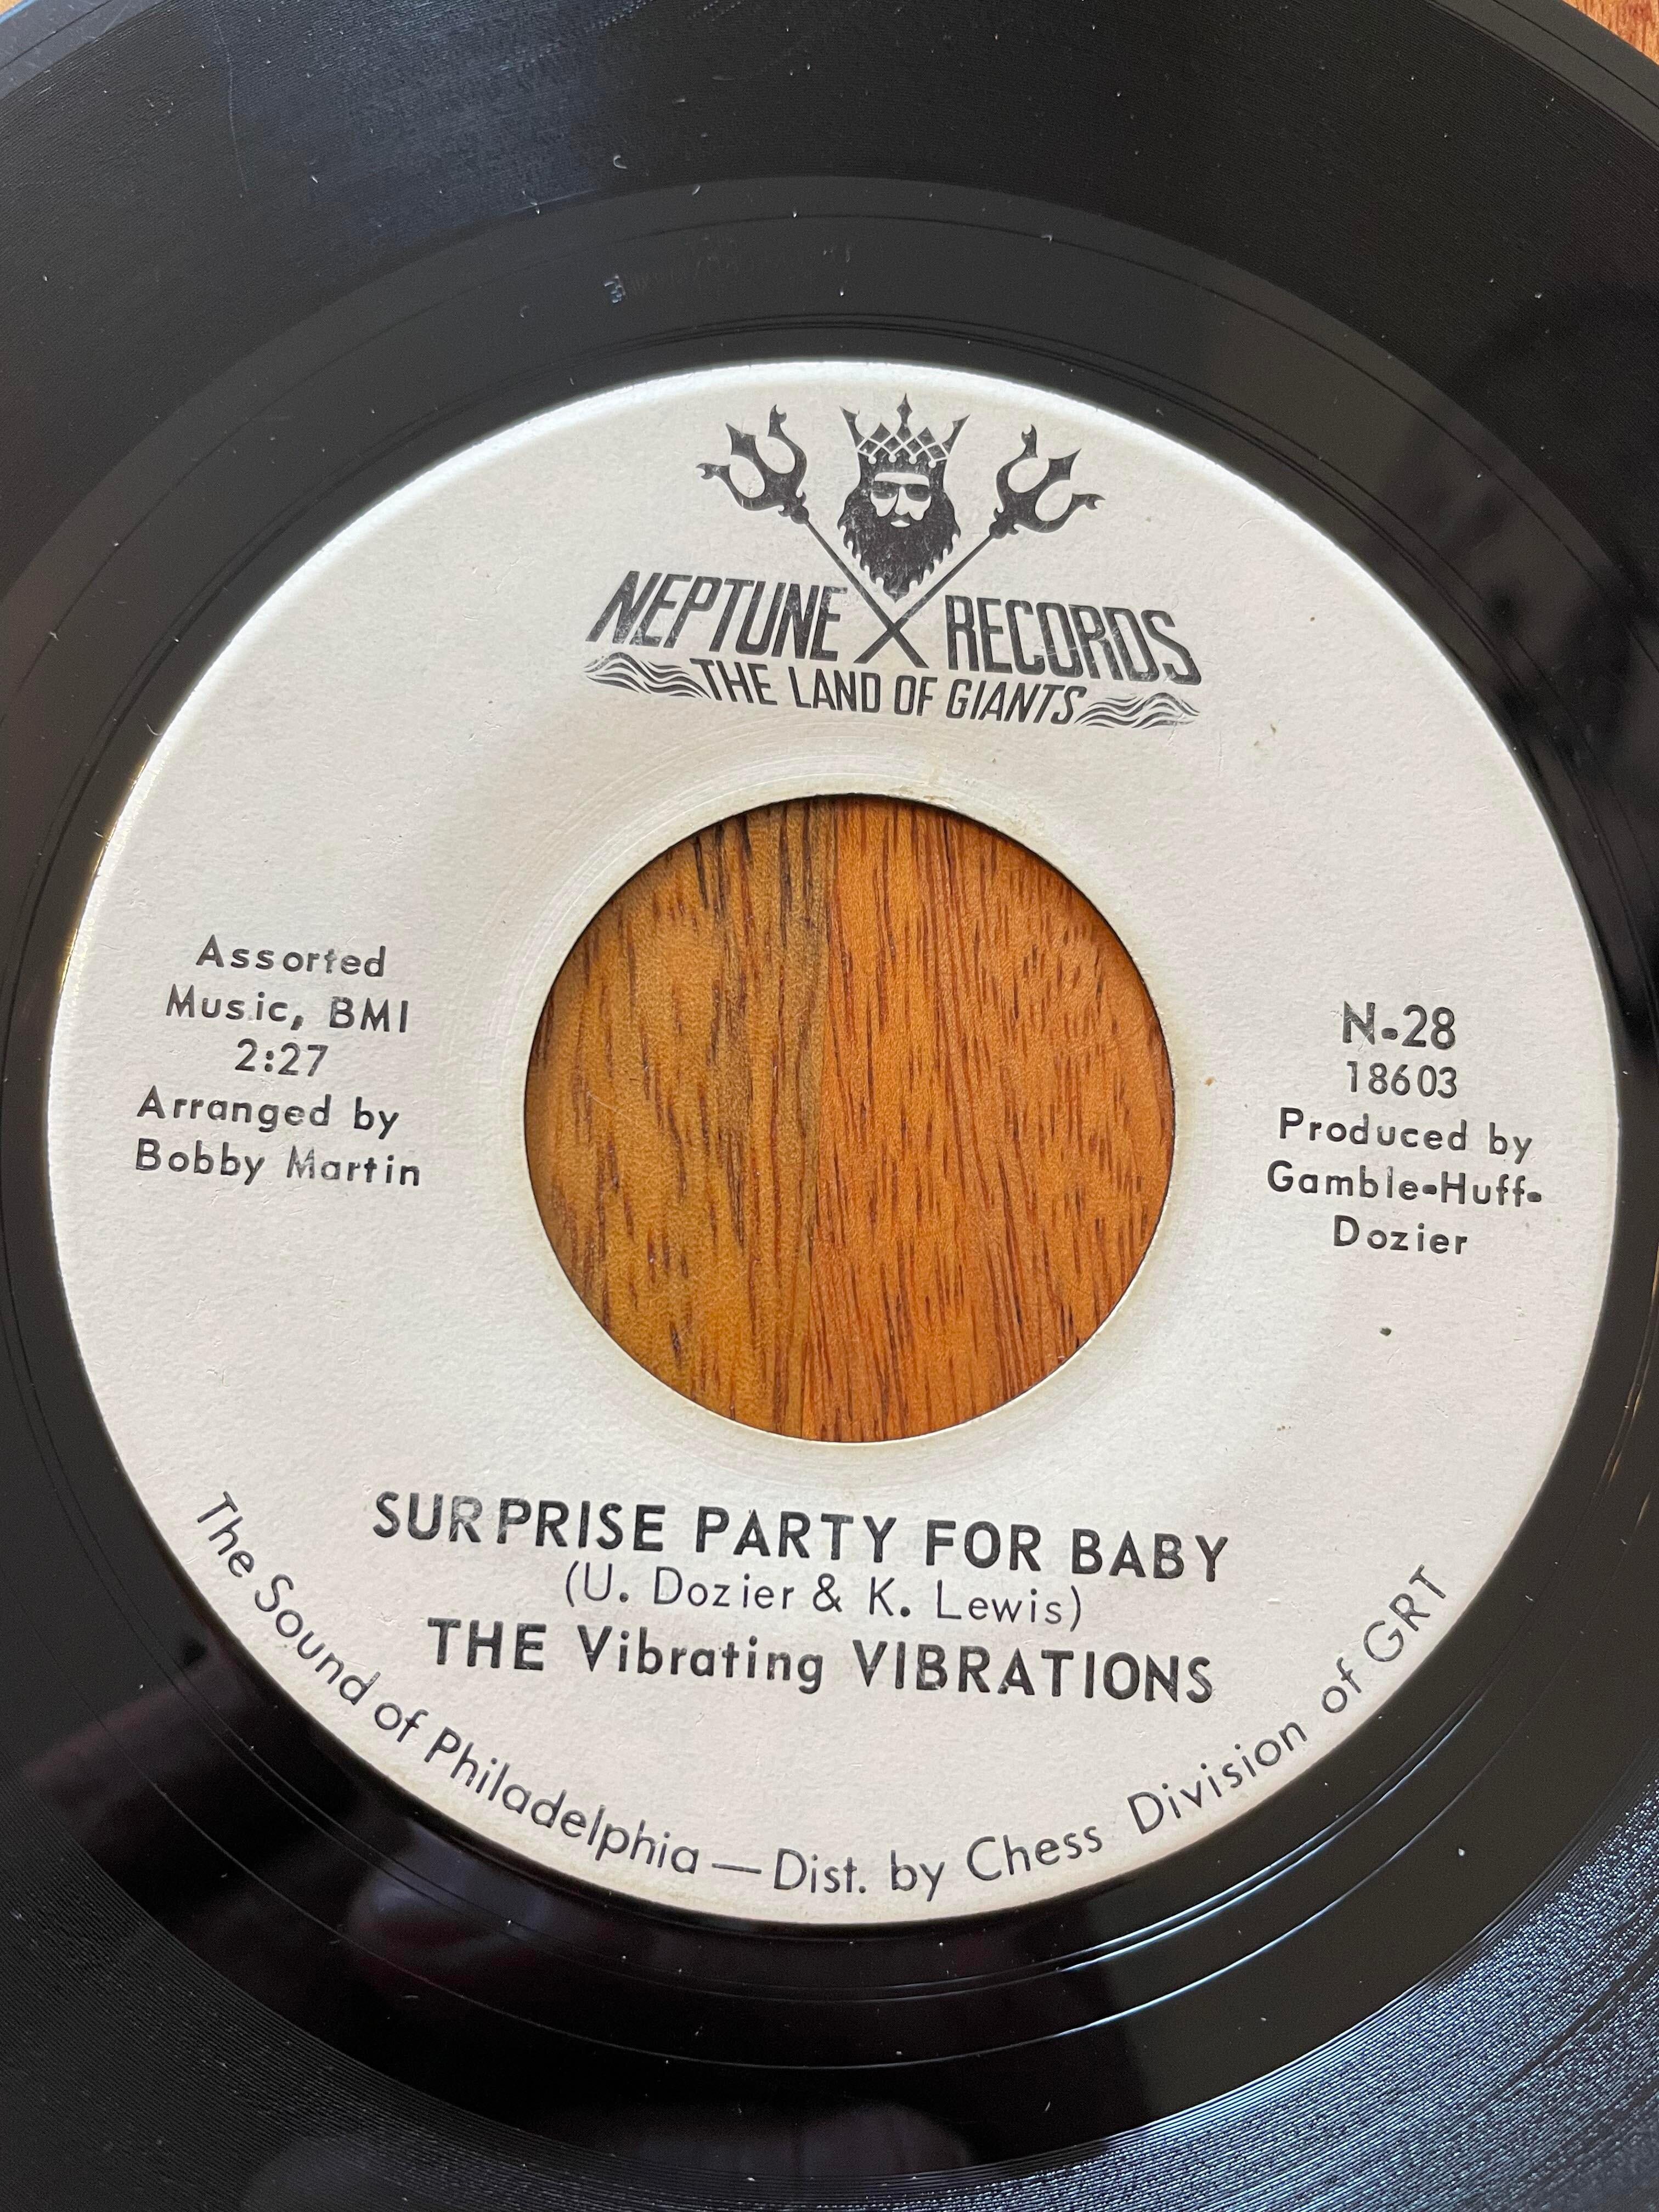 NEPTUNE RECORDS
THE LAND OF GIANTS
Assorted
Music, BMI
2:27
Arranged by
Bobby Martin
N-28
18603
Produced by
Gamble-Huff-
Dozier
SURPRISE PARTY FOR BABY
(U. Dozier & K. Lewis)
THE Vibrating VIBRATIONS
The Sound of Philadelphia — Dist. by Chess Division of GRT